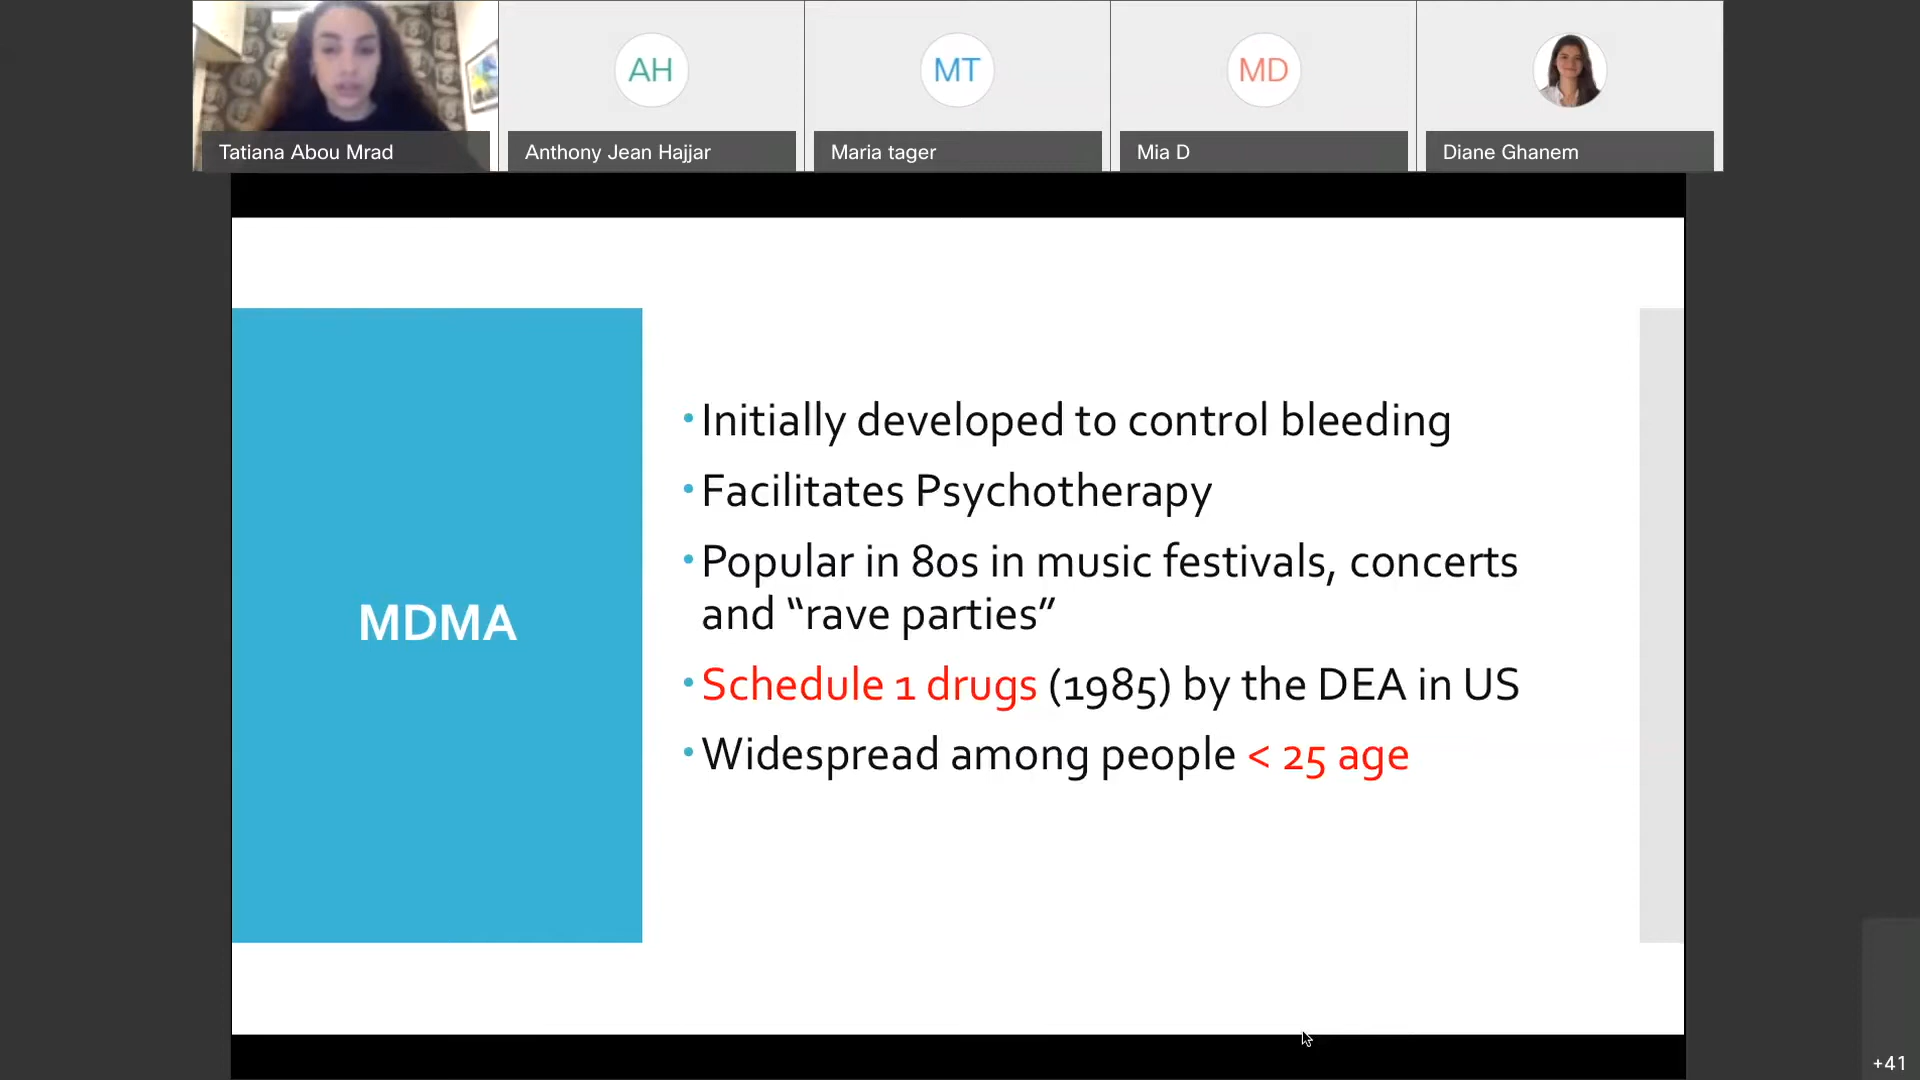 AH
MT
MD
Tatiana Abou Mrad
Anthony Jean Hajjar
Maria tager
Mia D
Diane Ghanem
MDMA
• Initially developed to control bleeding
• Facilitates Psychotherapy
• Popular in 80s in music festivals, concerts
and “rave parties”
• Schedule 1 drugs (1985) by the DEA in US
• Widespread among people < 25 age
+41